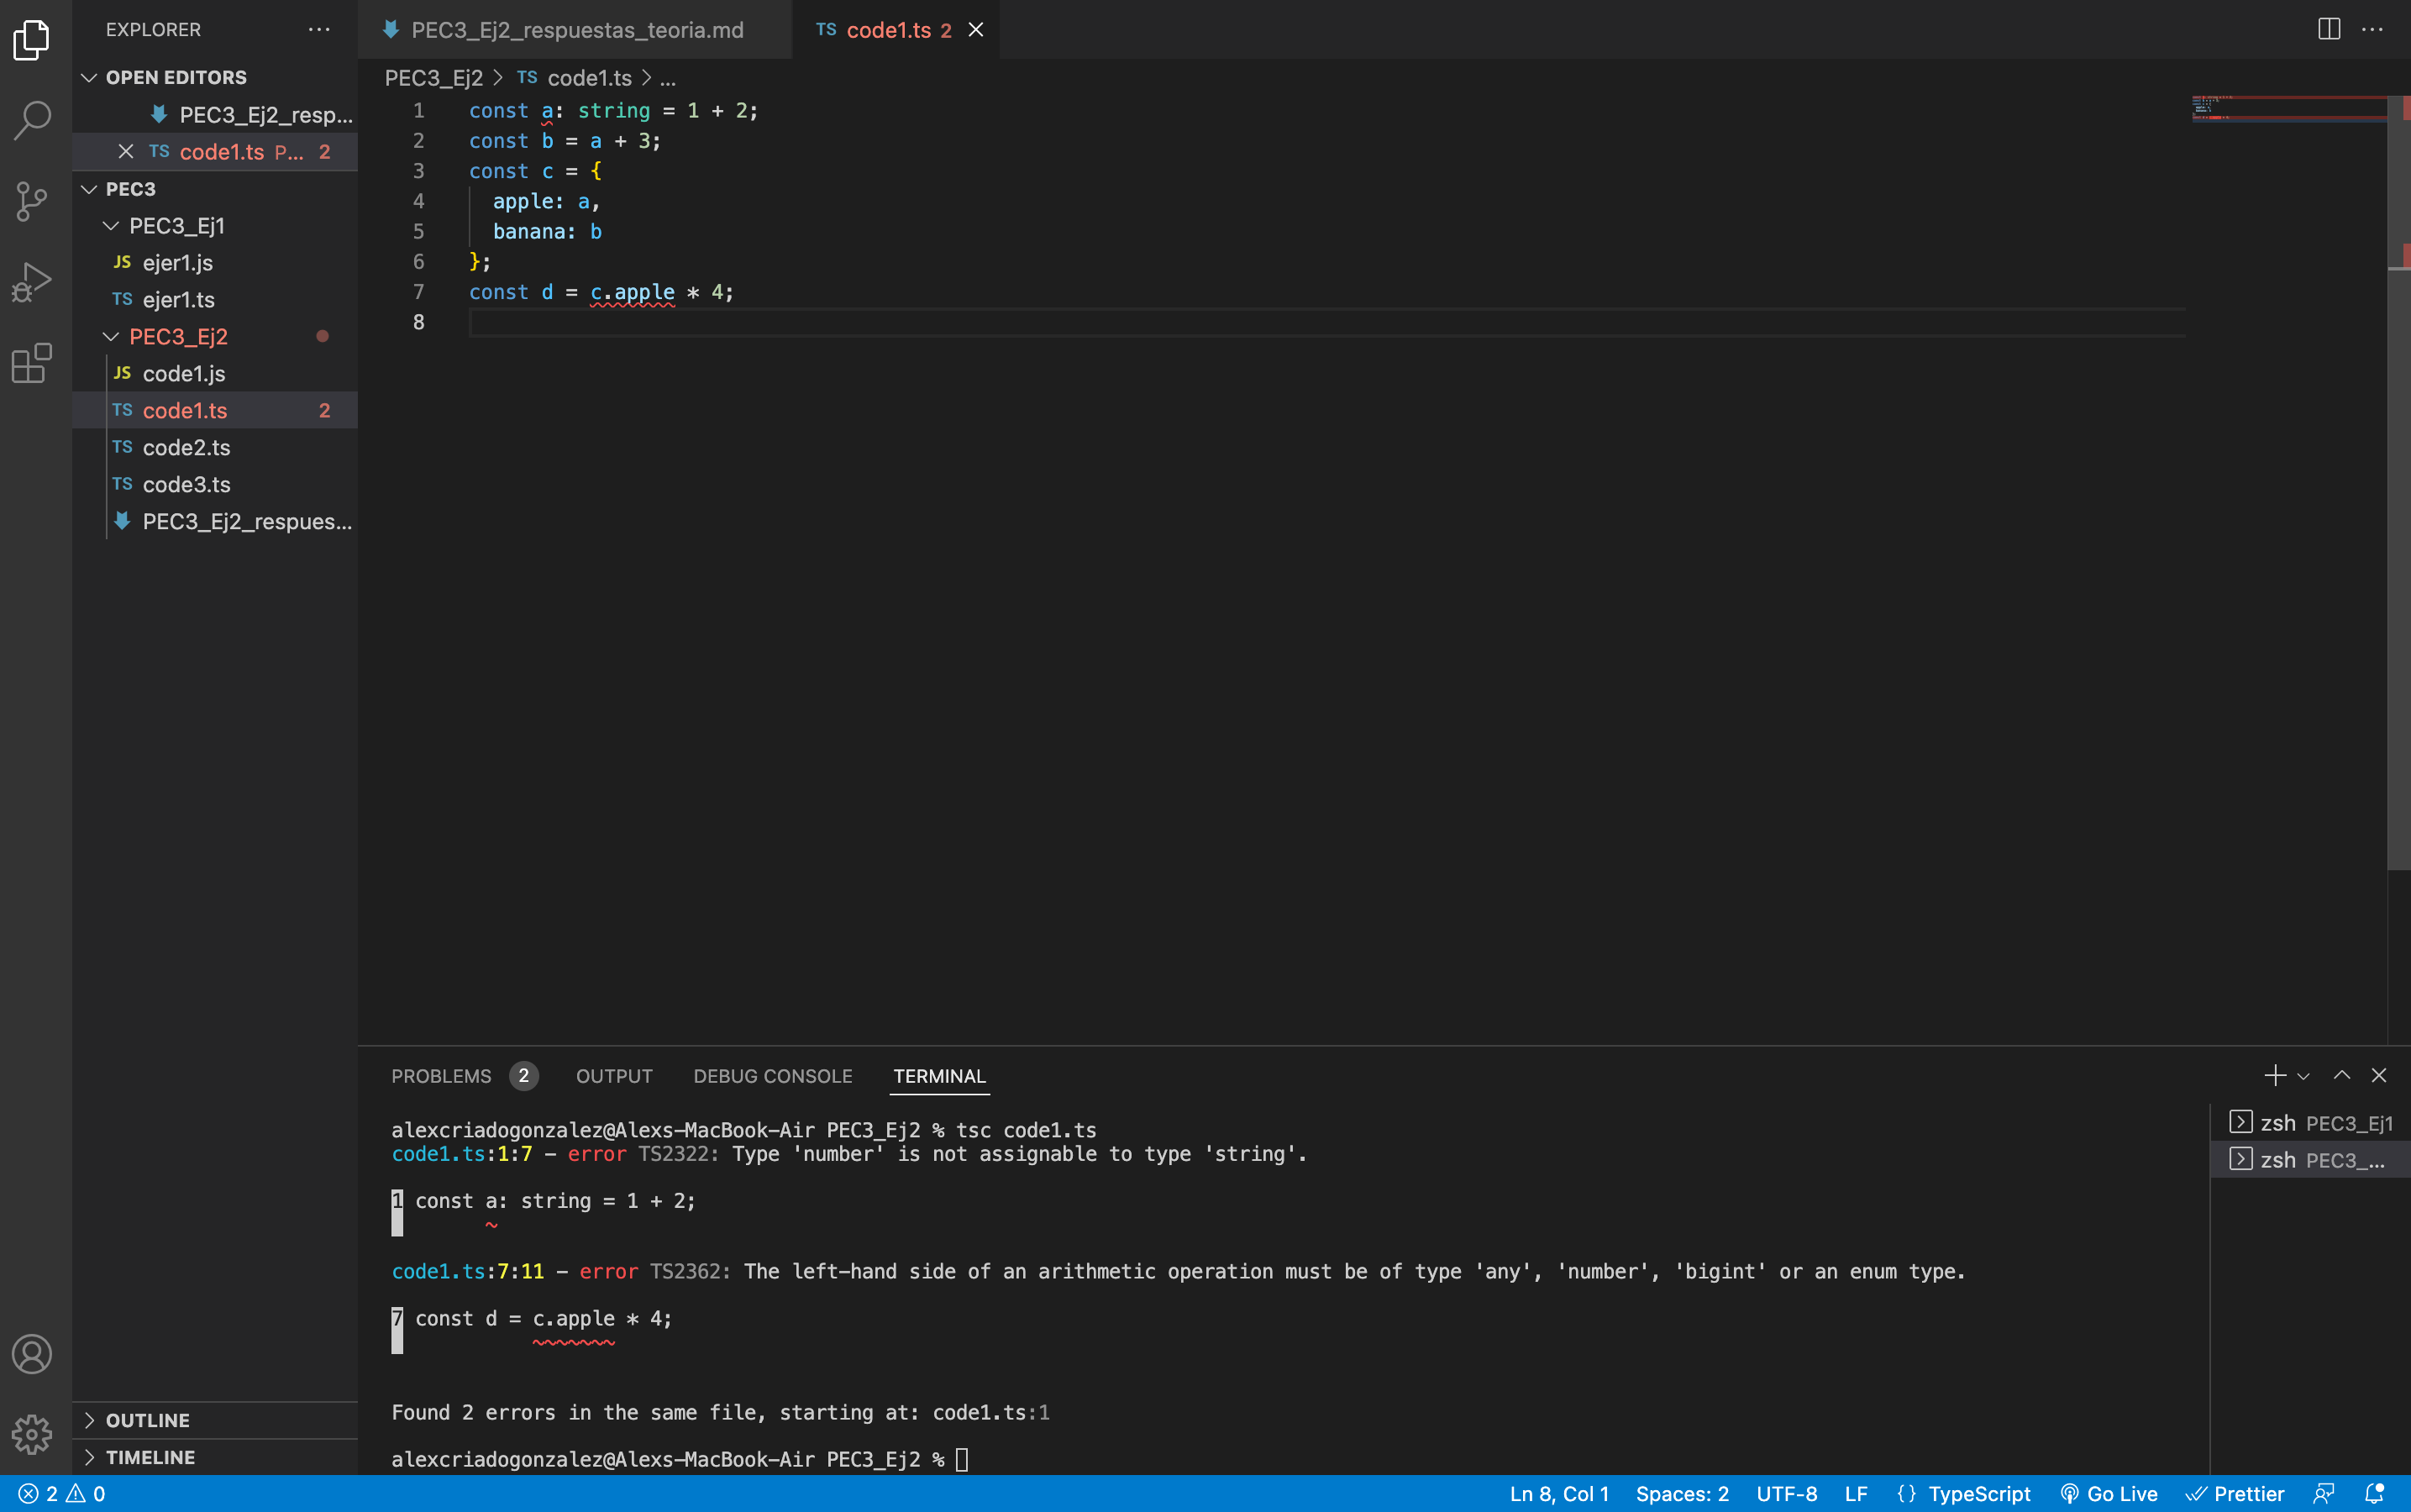 EXPLORER
OPEN EDITORS
PEC3_Ej2_resp...
TS code1.ts P... 2
PEC3
PEC3_Ej1
JS ejer1.js
TS ejer1.ts
PEC3_Ej2
JS code1.js
TS code1.ts 2
TS code2.ts
TS code3.ts
PEC3_Ej2_respues...
OUTLINE
TIMELINE
PEC3_Ej2_respuestas_teoria.md
TS code1.ts 2
PEC3_Ej2 > TS code1.ts > ...
1 const a: string = 1 + 2;
2 const b = a + 3;
3 const c = {
4 apple: a,
5 banana: b
6 };
7 const d = c.apple * 4;
8
PROBLEMS 2 OUTPUT DEBUG CONSOLE TERMINAL
alexcriadogonzalez@Alexs-MacBook-Air PEC3_Ej2 % tsc code1.ts
code1.ts:1:7 - error TS2322: Type 'number' is not assignable to type 'string'.
1 const a: string = 1 + 2;
~
code1.ts:7:11 - error TS2362: The left-hand side of an arithmetic operation must be of type 'any', 'number', 'bigint' or an enum type.
7 const d = c.apple * 4;
~~~~~~~
Found 2 errors in the same file, starting at: code1.ts:1
alexcriadogonzalez@Alexs-MacBook-Air PEC3_Ej2 %
zsh PEC3_Ej1
zsh PEC3_...
2 0
Ln 8, Col 1 Spaces: 2 UTF-8 LF {} TypeScript Go Live Prettier